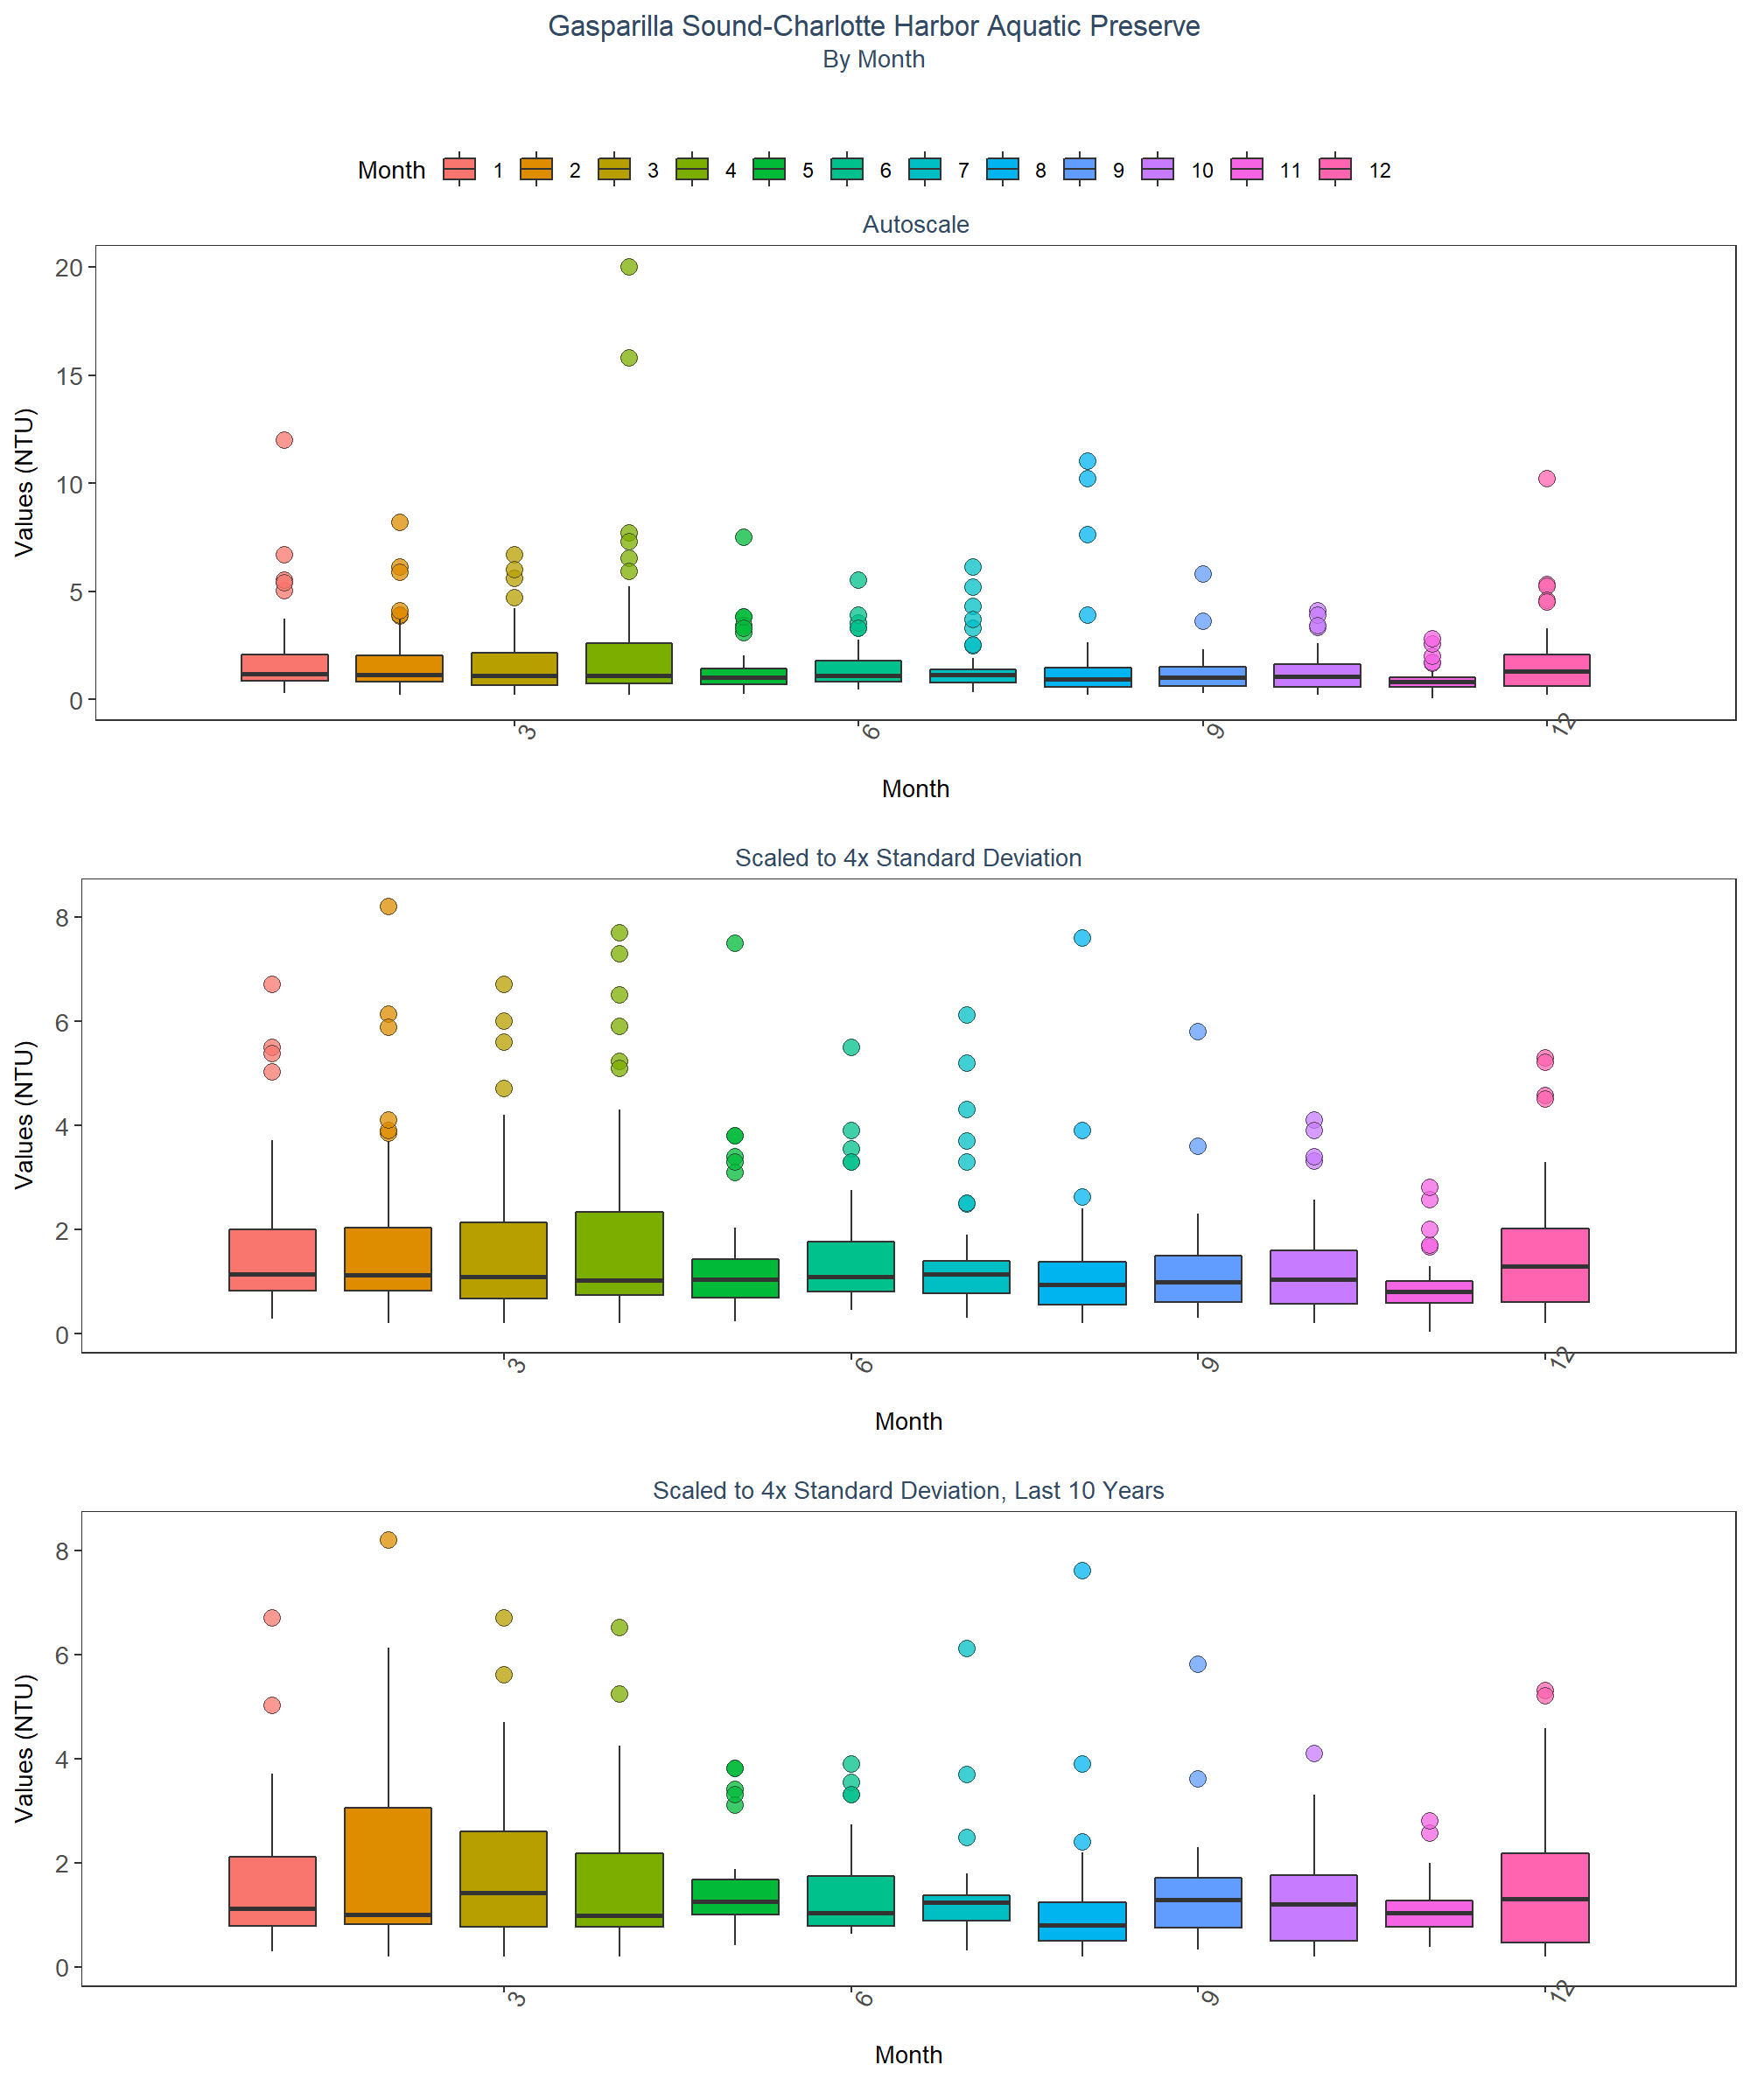 Gasparilla Sound-Charlotte Harbor Aquatic Preserve
By Month
Month 1 2 3 4 5 6 7 8 9 10 11 12
Autoscale
Values (NTU)
20
15
10
5
0
3 6 9 12
Month
Scaled to 4x Standard Deviation
Values (NTU)
8
6
4
2
0
3 6 9 12
Month
Scaled to 4x Standard Deviation, Last 10 Years
Values (NTU)
8
6
4
2
0
3 6 9 12
Month